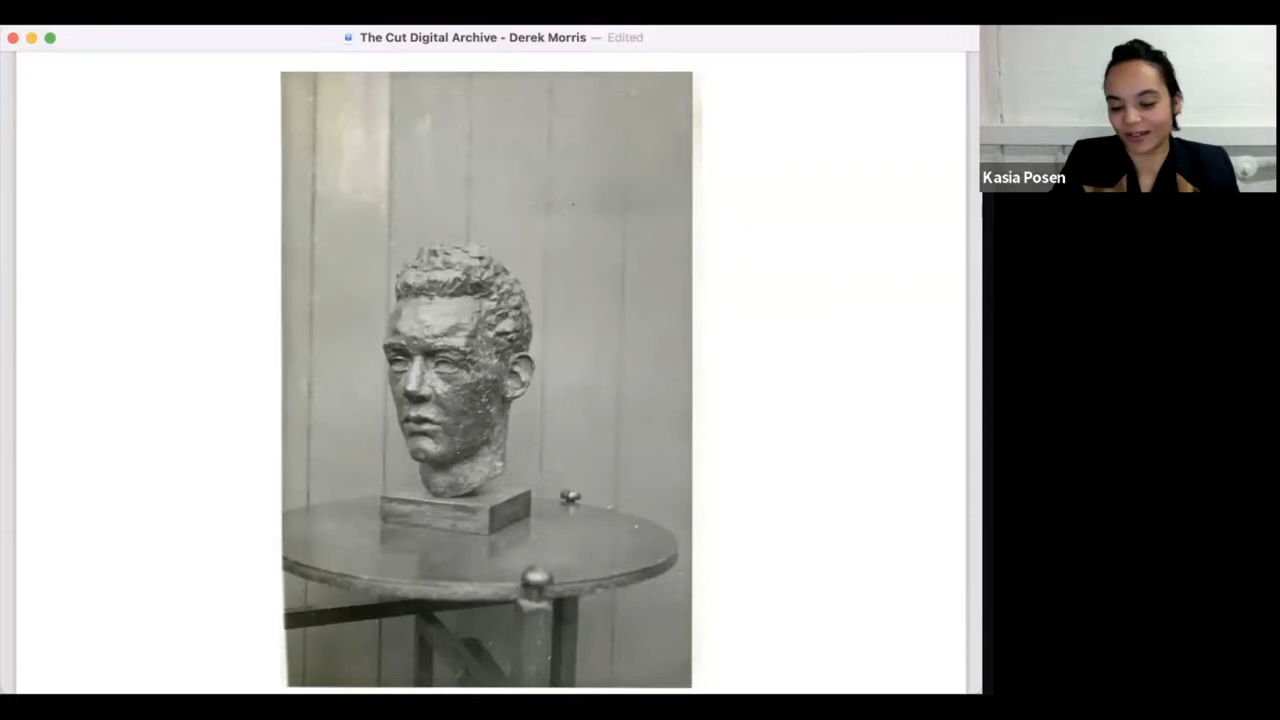 The Cut Digital Archive - Derek Morris — Edited
Kasia Posen